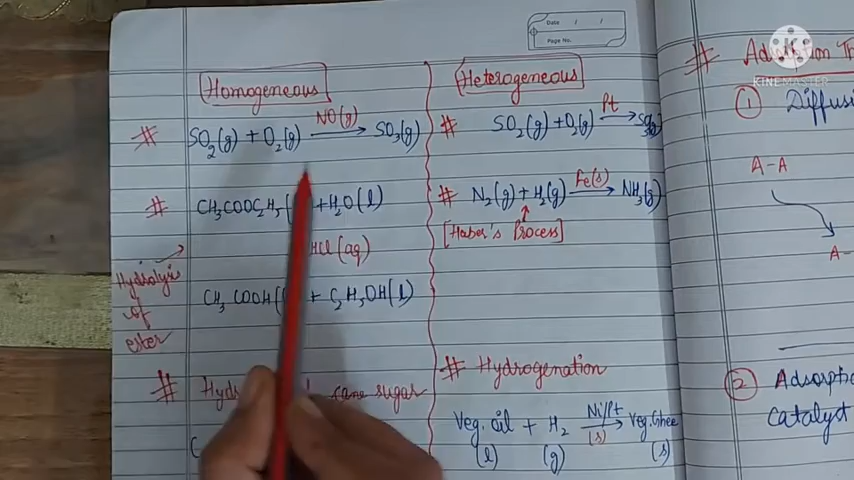 Date / /
Page No.
Homogeneous
# SO2(g) + O2(g) NO(g) → SO3(g)
# CH3COOC2H5( + H2O(l)
HCl(aq)
Hydrolysis of ester
CH3COOH( + C2H5OH(l)
# cane sugar
Heterogeneous
# SO2(g) + O2(g) Pt → SO3(g)
# N2(g) + H2(g) Fe(s) → NH3(g)
[Haber's Process]
# Hydrogenation
Veg. oil + H2 Ni/Pt → Veg. Ghee
(l) (g) (s) (s)
# Adsorption
KINEMASTER
1
A-A
A-
2 Adsorptio
Catalyst